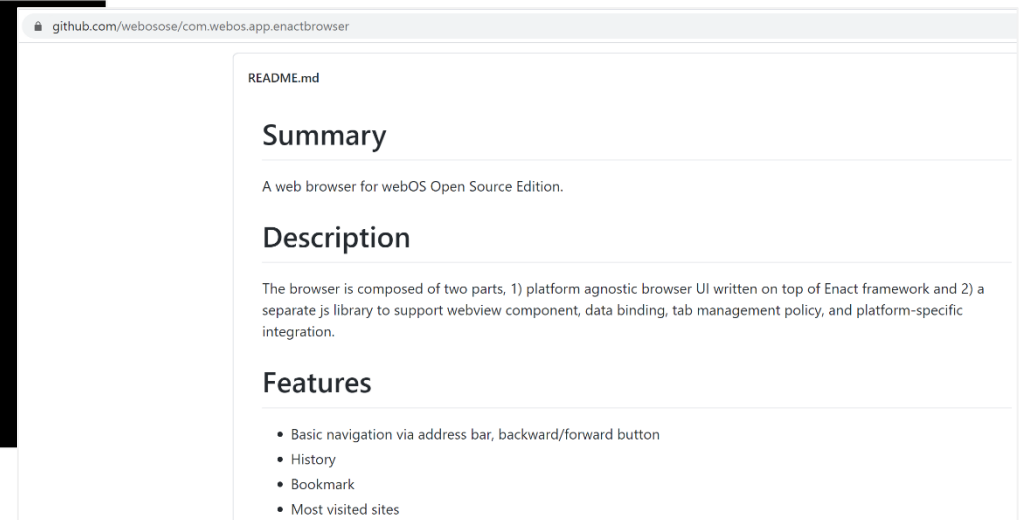 github.com/webosose/com.webos.app.enactbrowser
README.md
Summary
A web browser for webOS Open Source Edition.
Description
The browser is composed of two parts, 1) platform agnostic browser UI written on top of Enact framework and 2) a
separate js library to support webview component, data binding, tab management policy, and platform-specific
integration.
Features
• Basic navigation via address bar, backward/forward button
• History
• Bookmark
• Most visited sites